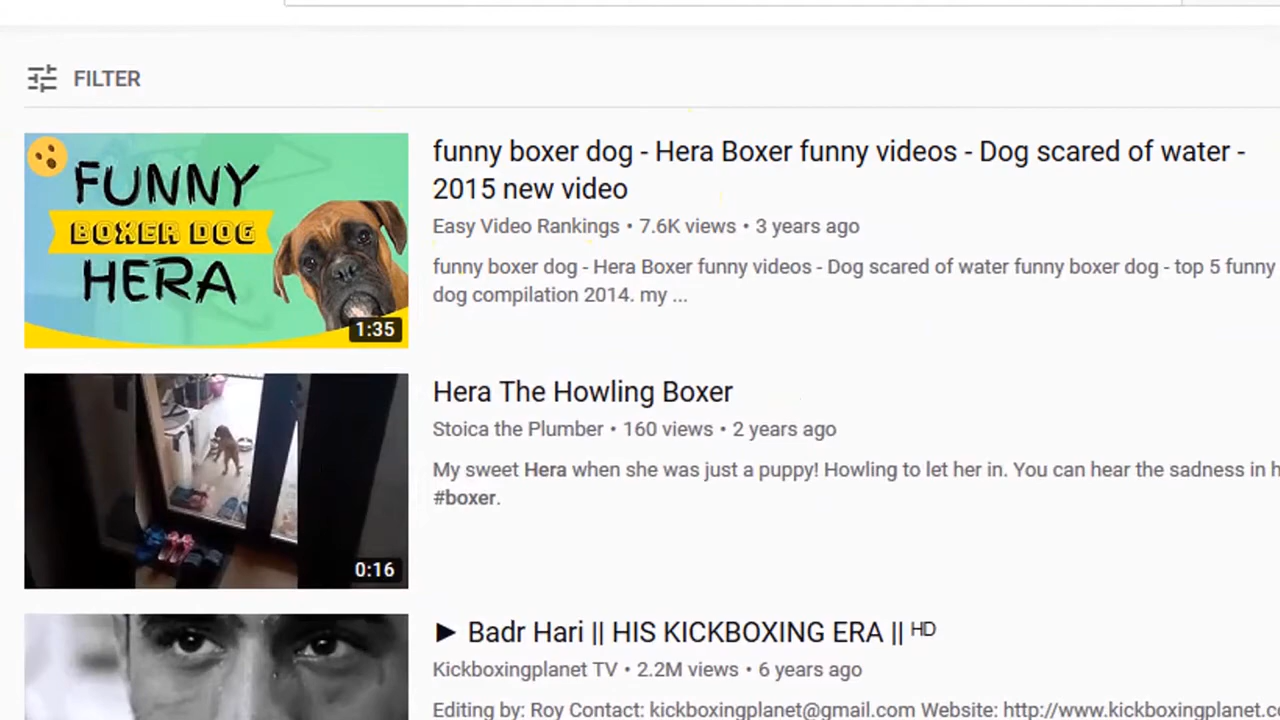 FILTER
FUNNY
BOXER DOG
HERA
1:35
funny boxer dog - Hera Boxer funny videos - Dog scared of water -
2015 new video
Easy Video Rankings • 7.6K views • 3 years ago
funny boxer dog - Hera Boxer funny videos - Dog scared of water funny boxer dog - top 5 funny
dog compilation 2014. my ...
0:16
Hera The Howling Boxer
Stoica the Plumber • 160 views • 2 years ago
My sweet Hera when she was just a puppy! Howling to let her in. You can hear the sadness in
#boxer.
► Badr Hari || HIS KICKBOXING ERA || ᴴᴰ
Kickboxingplanet TV • 2.2M views • 6 years ago
Editing by: Roy Contact: kickboxingplanet@gmail.com Website: http://www.kickboxingplanet.c